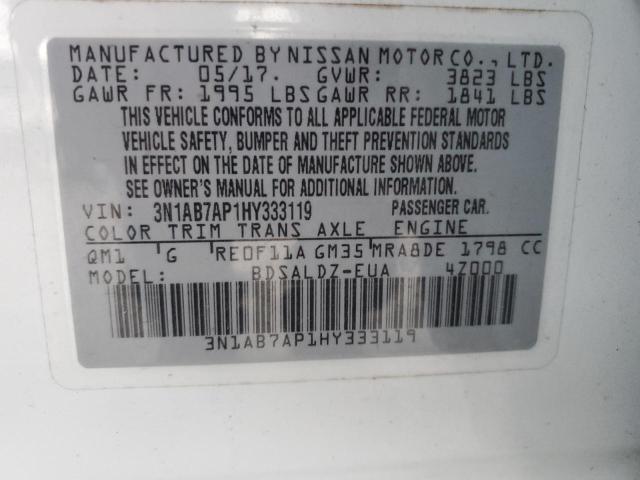 MANUFACTURED BY NISSAN MOTOR CO., LTD.
DATE: 05/17. GVWR: 3823 LBS
GAWR FR: 1995 LBS GAWR RR: 1841 LBS
THIS VEHICLE CONFORMS TO ALL APPLICABLE FEDERAL MOTOR
VEHICLE SAFETY, BUMPER AND THEFT PREVENTION STANDARDS
IN EFFECT ON THE DATE OF MANUFACTURE SHOWN ABOVE.
SEE OWNER'S MANUAL FOR ADDITIONAL INFORMATION.
VIN: 3N1AB7AP1HY333119 PASSENGER CAR.
COLOR TRIM TRANS AXLE ENGINE
QM1 G RE0F11A GM35 MRA8DE 1798 CC
MODEL: BDSALDZ-EUA 4Z000
3N1AB7AP1HY333119